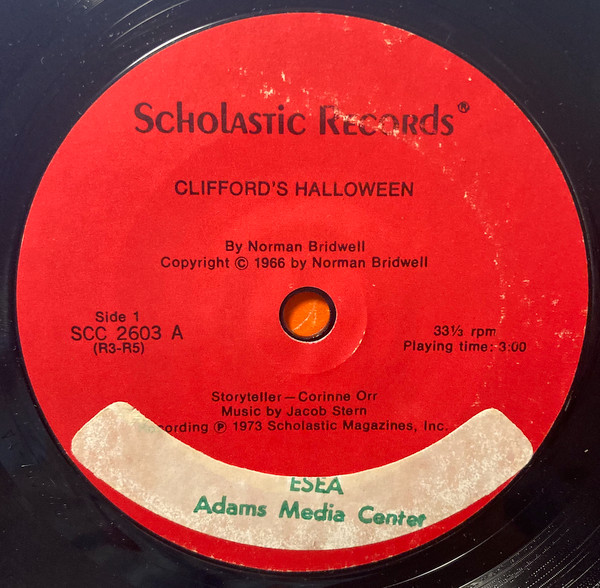 Scholastic Records®
CLIFFORD'S HALLOWEEN
By Norman Bridwell
Copyright © 1966 by Norman Bridwell
Side 1
SCC 2603 A
(R3-R5)
33⅓ rpm
Playing time: 3:00
Storyteller—Corinne Orr
Music by Jacob Stern
Recording ℗ 1973 Scholastic Magazines, Inc.
ESEA
Adams Media Center